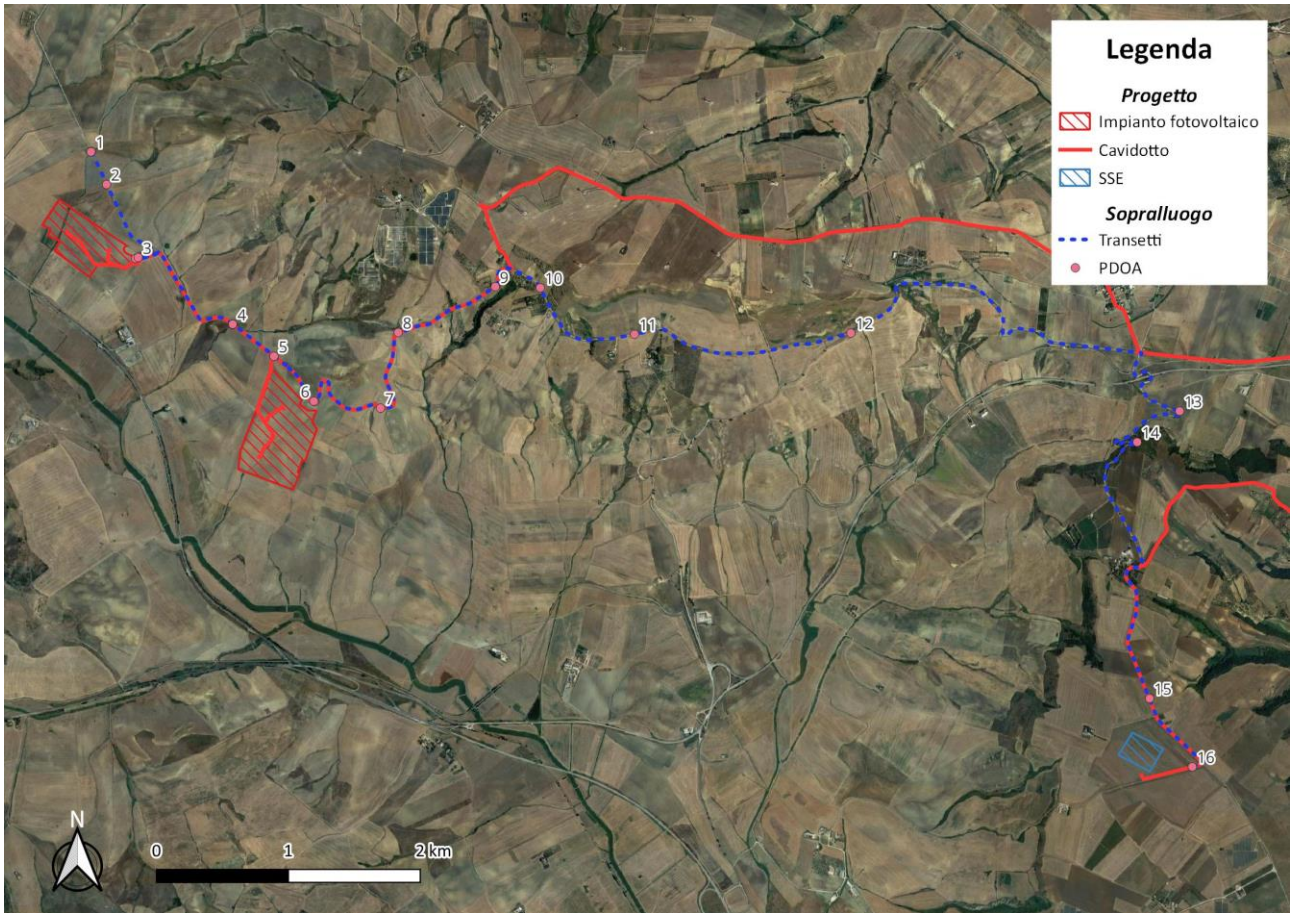 Legenda
Progetto
Impianto fotovoltaico
Cavidotto
SSE
Sopralluogo
Transetti
PDOA
1
2
3
4
5
6
7
8
9
10
11
12
13
14
15
16
N
0 1 2 km